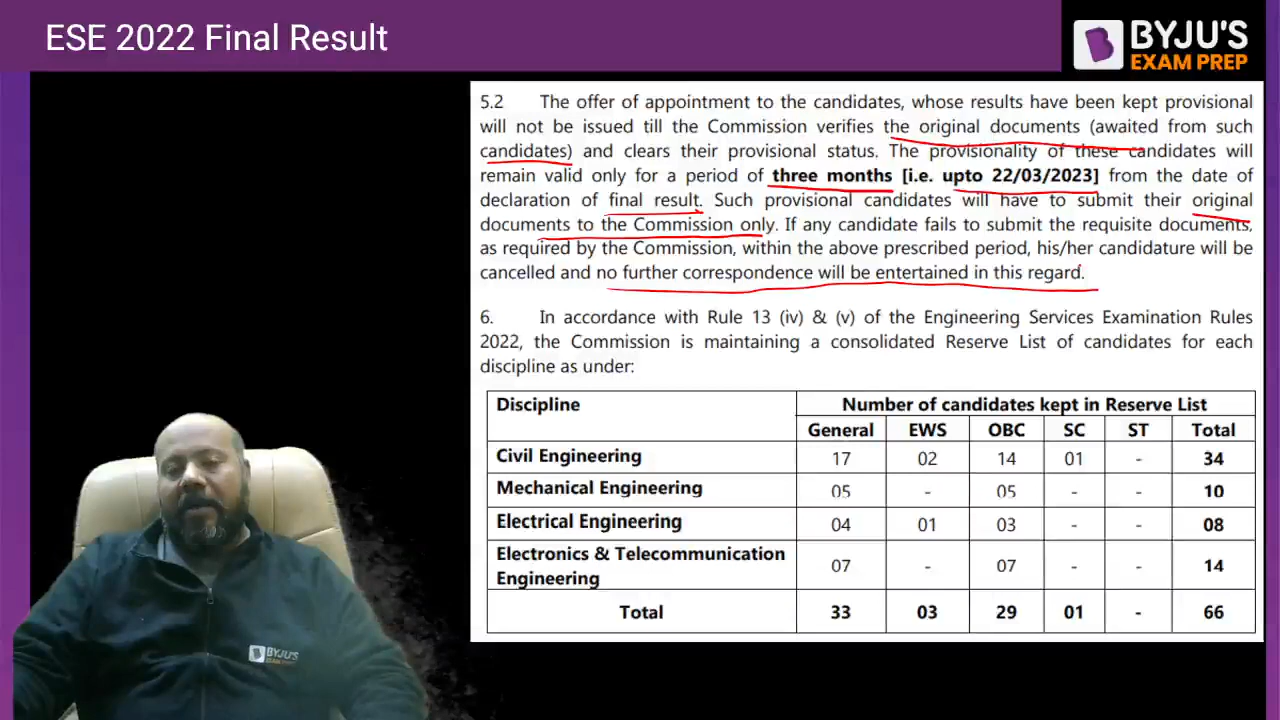 ESE 2022 Final Result
BYJU'S
EXAM PREP
5.2 The offer of appointment to the candidates, whose results have been kept provisional
will not be issued till the Commission verifies the original documents (awaited from such
candidates) and clears their provisional status. The provisionality of these candidates will
remain valid only for a period of three months [i.e. upto 22/03/2023] from the date of
declaration of final result. Such provisional candidates will have to submit their original
documents to the Commission only. If any candidate fails to submit the requisite documents,
as required by the Commission, within the above prescribed period, his/her candidature will be
cancelled and no further correspondence will be entertained in this regard.
6. In accordance with Rule 13 (iv) & (v) of the Engineering Services Examination Rules
2022, the Commission is maintaining a consolidated Reserve List of candidates for each
discipline as under:
Discipline Number of candidates kept in Reserve List
General EWS OBC SC ST Total
Civil Engineering 17 02 14 01 - 34
Mechanical Engineering 05 - 05 - - 10
Electrical Engineering 04 01 03 - - 08
Electronics & Telecommunication
Engineering 07 - 07 - - 14
Total 33 03 29 01 - 66
BYJU'S
EXAM PREP